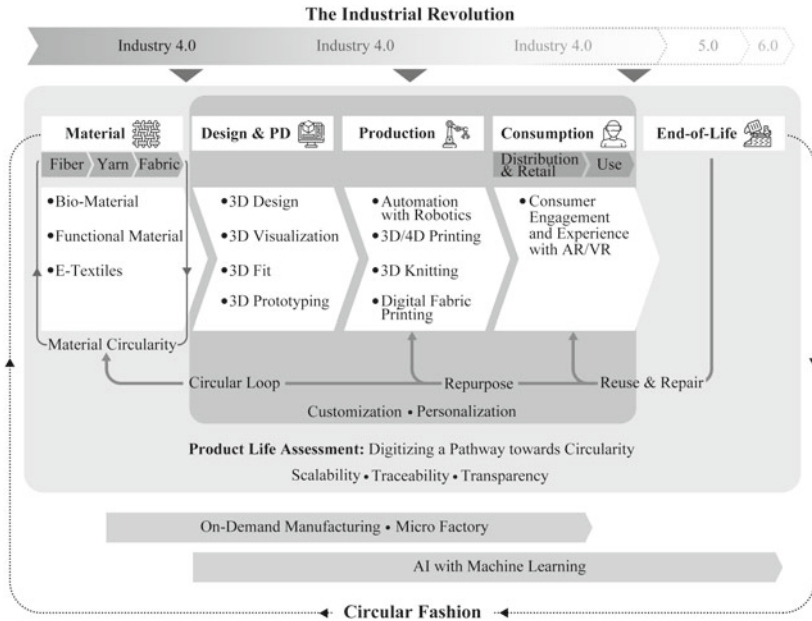 The Industrial Revolution
Industry 4.0
Industry 4.0
Industry 4.0
5.0
6.0
Material
Design & PD
Production
Consumption
End-of-Life
Fiber
Yarn
Fabric
Distribution
& Retail
Use
•Bio-Material
•Functional Material
•E-Textiles
•3D Design
•3D Visualization
•3D Fit
•3D Prototyping
•Automation
with Robotics
•3D/4D Printing
•3D Knitting
•Digital Fabric
Printing
•Consumer
Engagement
and Experience
with AR/VR
Material Circularity
Circular Loop
Repurpose
Reuse & Repair
Customization • Personalization
Product Life Assessment: Digitizing a Pathway towards Circularity
Scalability • Traceability • Transparency
On-Demand Manufacturing • Micro Factory
AI with Machine Learning
Circular Fashion